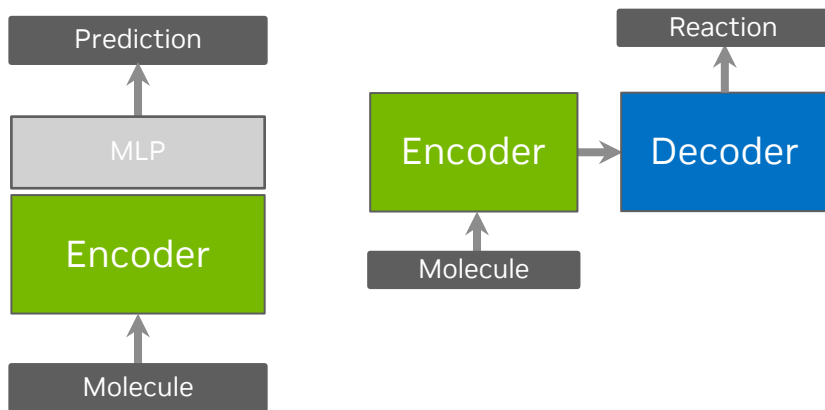 Prediction
MLP
Encoder
Molecule
Reaction
Encoder
Decoder
Molecule